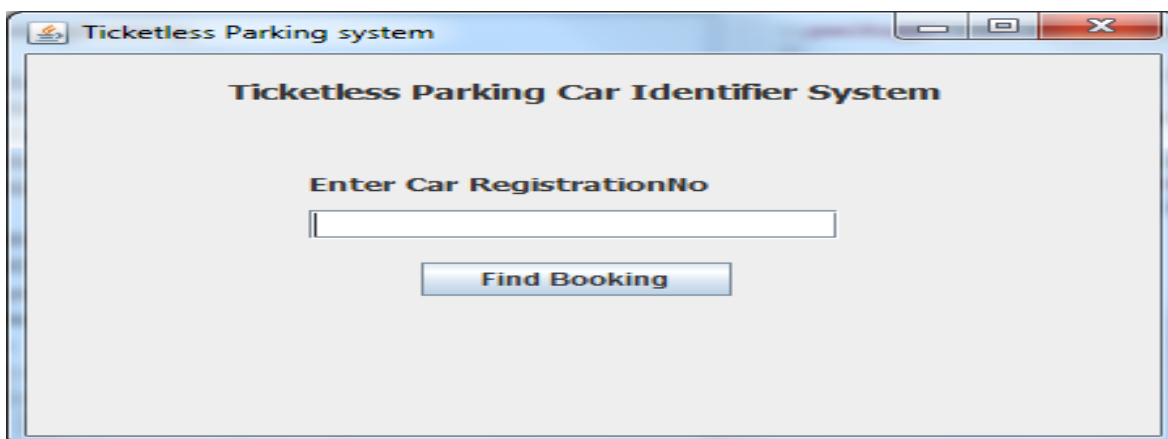 Ticketless Parking system
Ticketless Parking Car Identifier System
Enter Car RegistrationNo
Find Booking